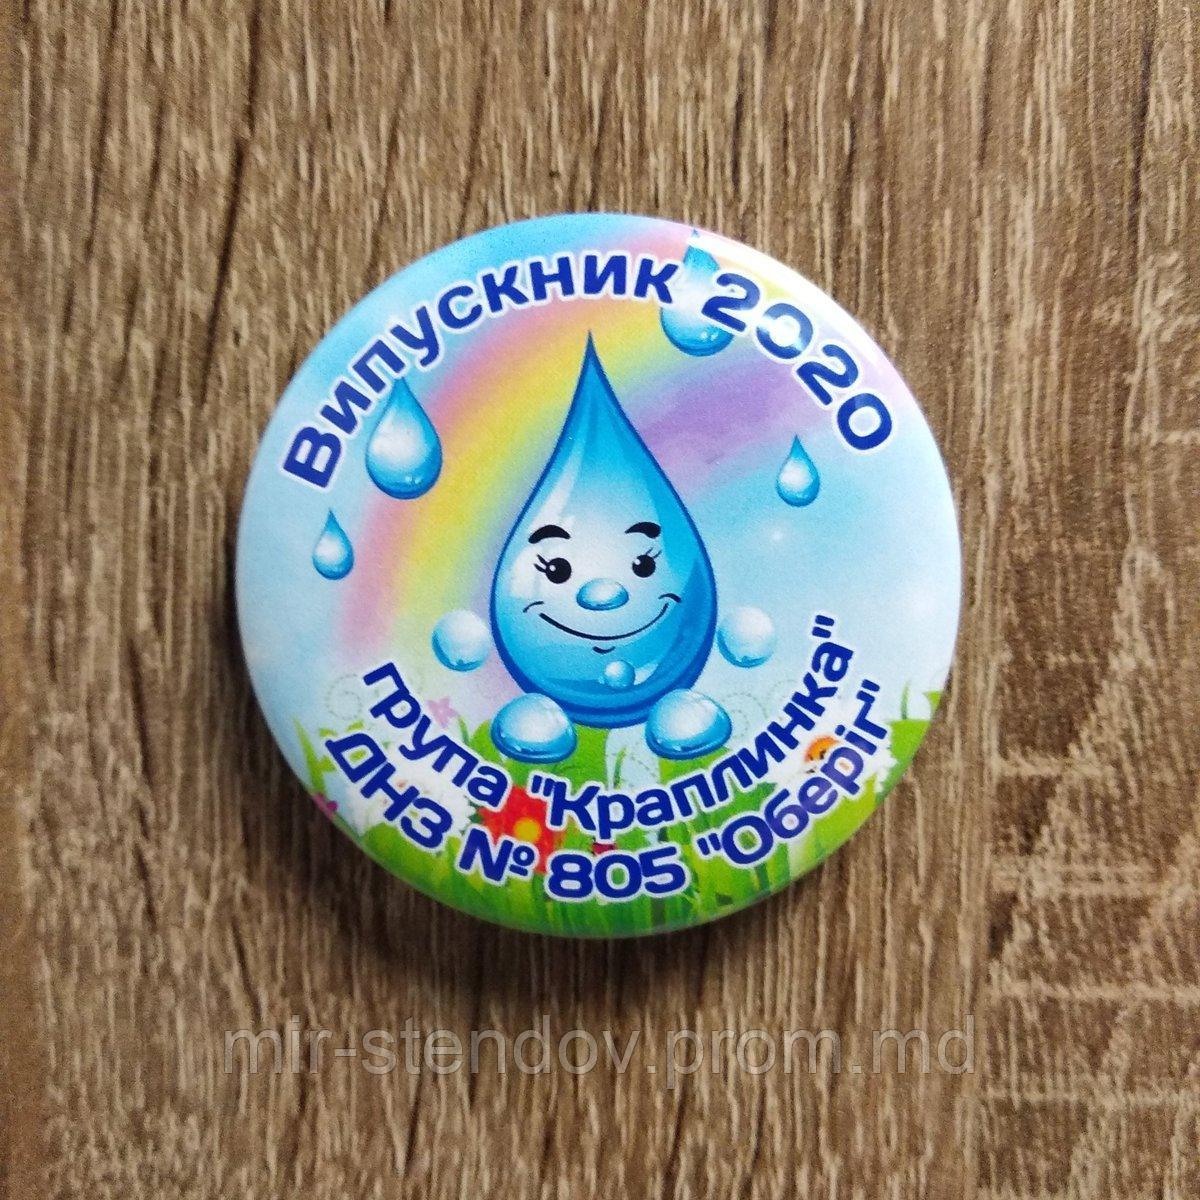 Випускник 2020
група "Краплинка"
ДНЗ № 805 "Оберіг"
mir-stendov.prom.md